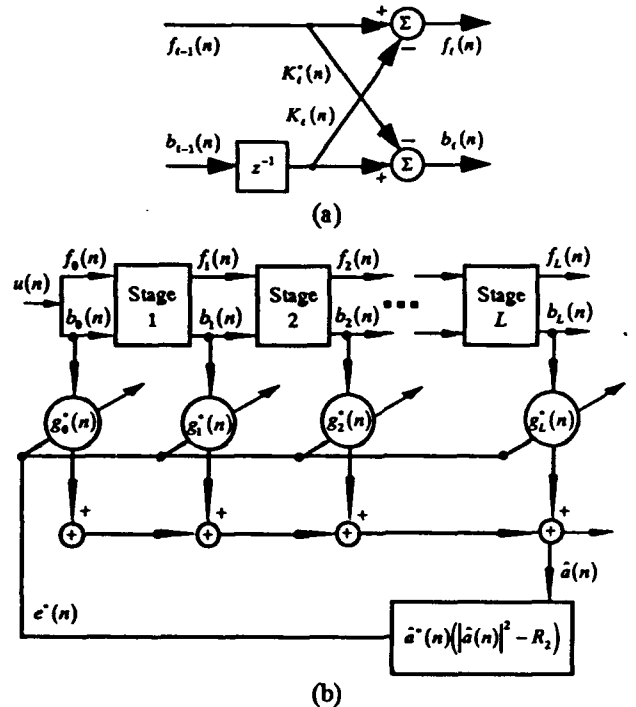 + Σ
f_{ℓ-1}(n) − f_ℓ(n)
K_ℓ^*(n)
K_ℓ(n)
b_{ℓ-1}(n) − b_ℓ(n)
z^{-1} + Σ
(a)
f_0(n) f_1(n) f_2(n) f_L(n)
u(n) Stage 1 Stage 2 ... Stage L
b_0(n) b_1(n) b_2(n) b_L(n)
g_0^*(n) g_1^*(n) g_2^*(n) g_L^*(n)
+ + + +
+ + + +
â(n)
e^*(n)
â^*(n)(|â(n)|^2 − R_2)
(b)